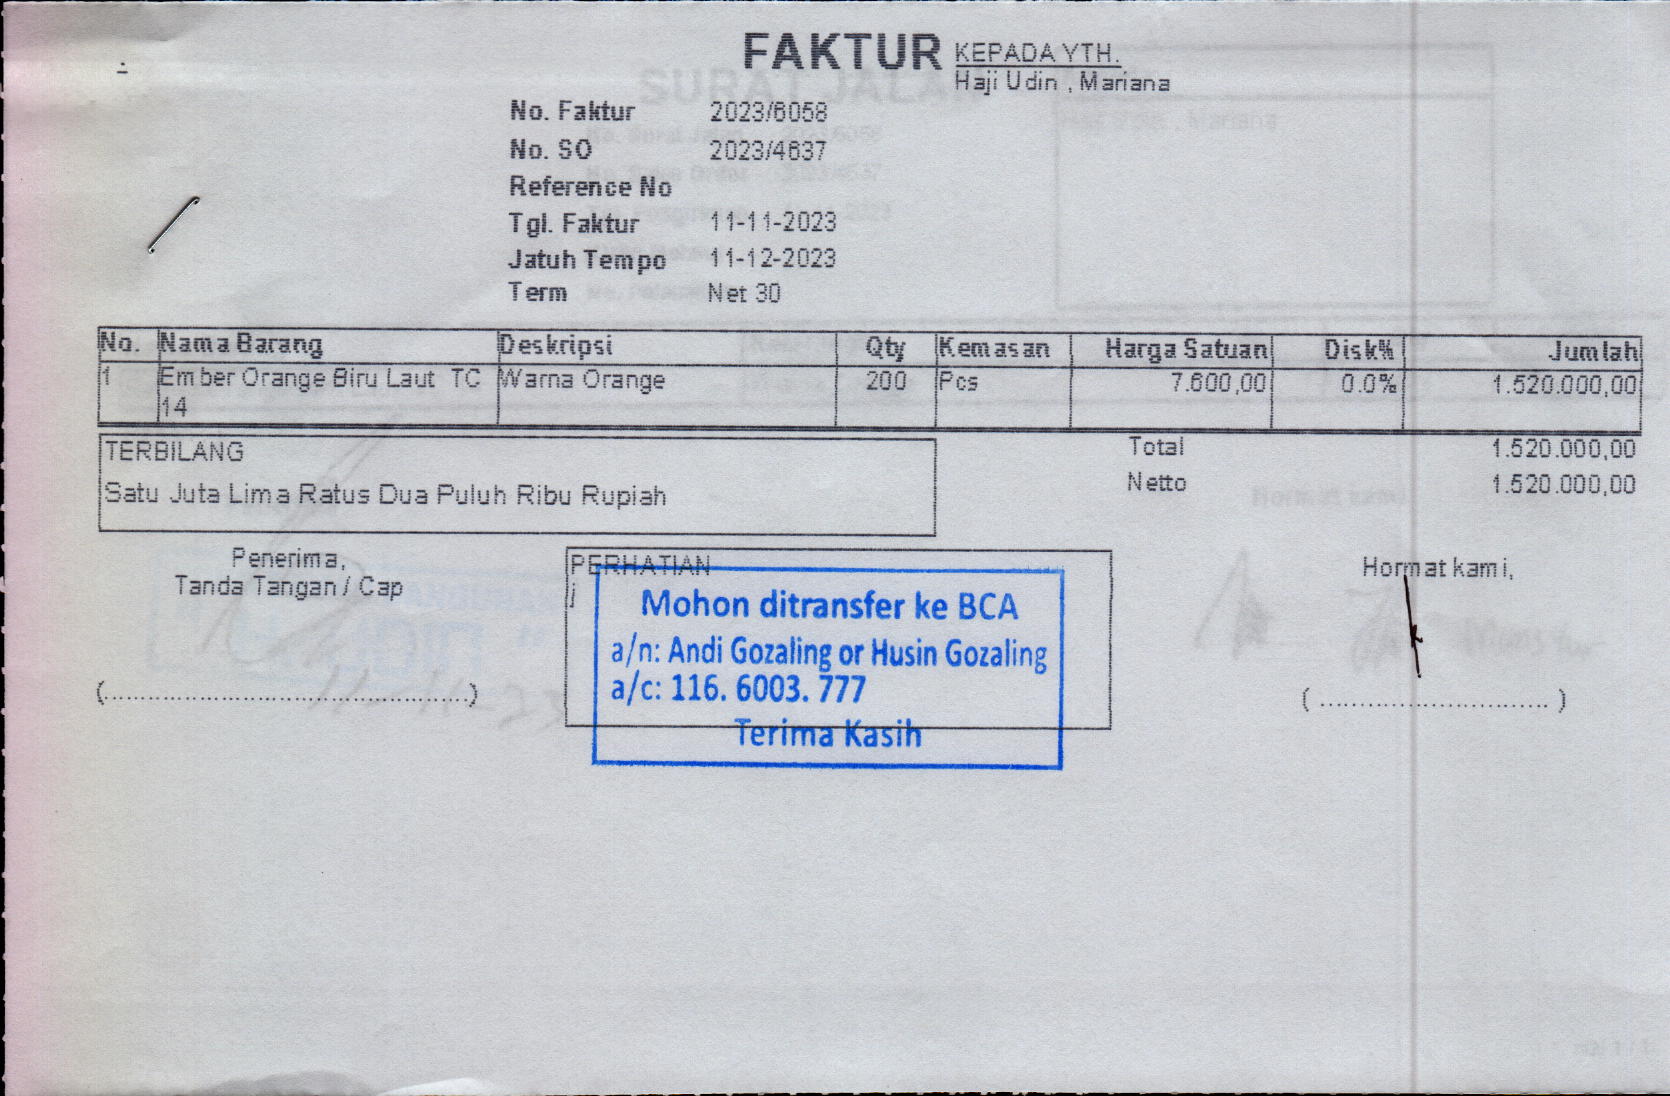 FAKTUR
KEPADA YTH.
Haji Udin , Mariana
No. Faktur 2023/6058
No. SO 2023/4637
Reference No
Tgl. Faktur 11-11-2023
Jatuh Tempo 11-12-2023
Term Net 30
No. Nama Barang Deskripsi Qty Kemasan Harga Satuan Disk% Jumlah
1 Ember Orange Biru Laut TC Warna Orange 200 Pcs 7.600,00 0.0% 1.520.000,00
14
TERBILANG
Satu Juta Lima Ratus Dua Puluh Ribu Rupiah
Total 1.520.000,00
Netto 1.520.000,00
Penerima,
Tanda Tangan / Cap
(................................................)
PERHATIAN
Mohon ditransfer ke BCA
a/n: Andi Gozaling or Husin Gozaling
a/c: 116. 6003. 777
Terima Kasih
Hormat kami,
( ............................. )